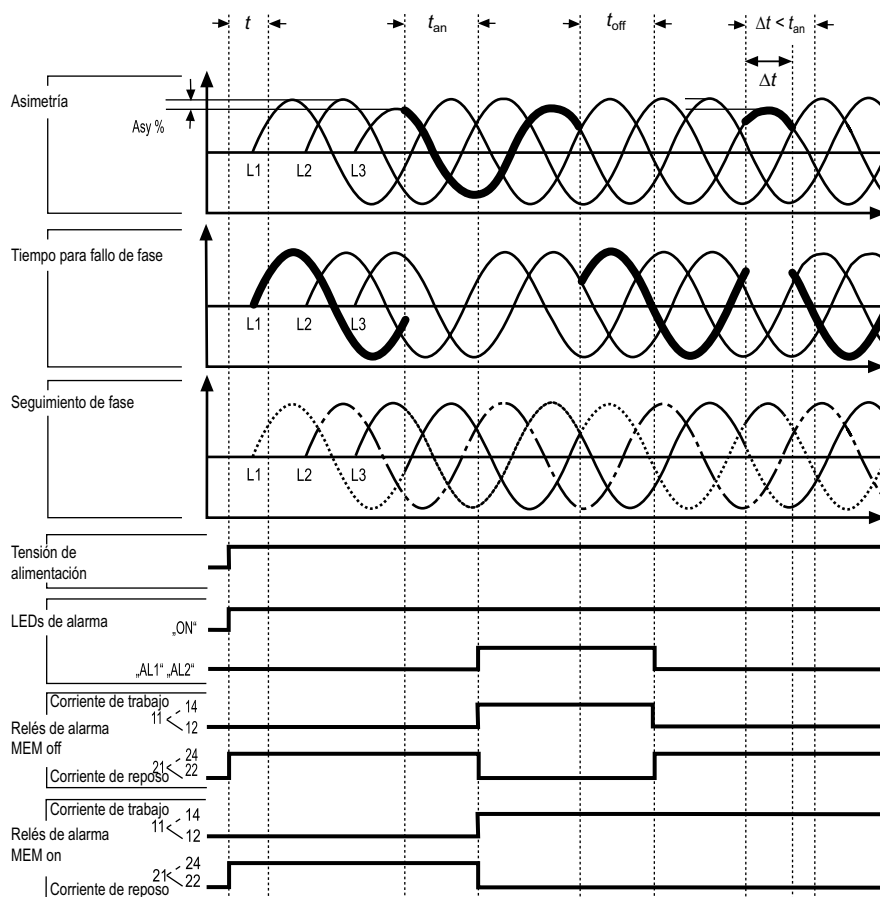 t
tan
toff
Δt < tan
Δt
Asimetría
Asy %
L1
L2
L3
Tiempo para fallo de fase
L1
L2
L3
Seguimiento de fase
L1
L2
L3
Tensión de
alimentación
LEDs de alarma
„ON“
„AL1“ „AL2“
Corriente de trabajo
14
11
12
Relés de alarma
MEM off
24
21
22
Corriente de reposo
Corriente de trabajo
14
11
12
Relés de alarma
MEM on
24
21
22
Corriente de reposo